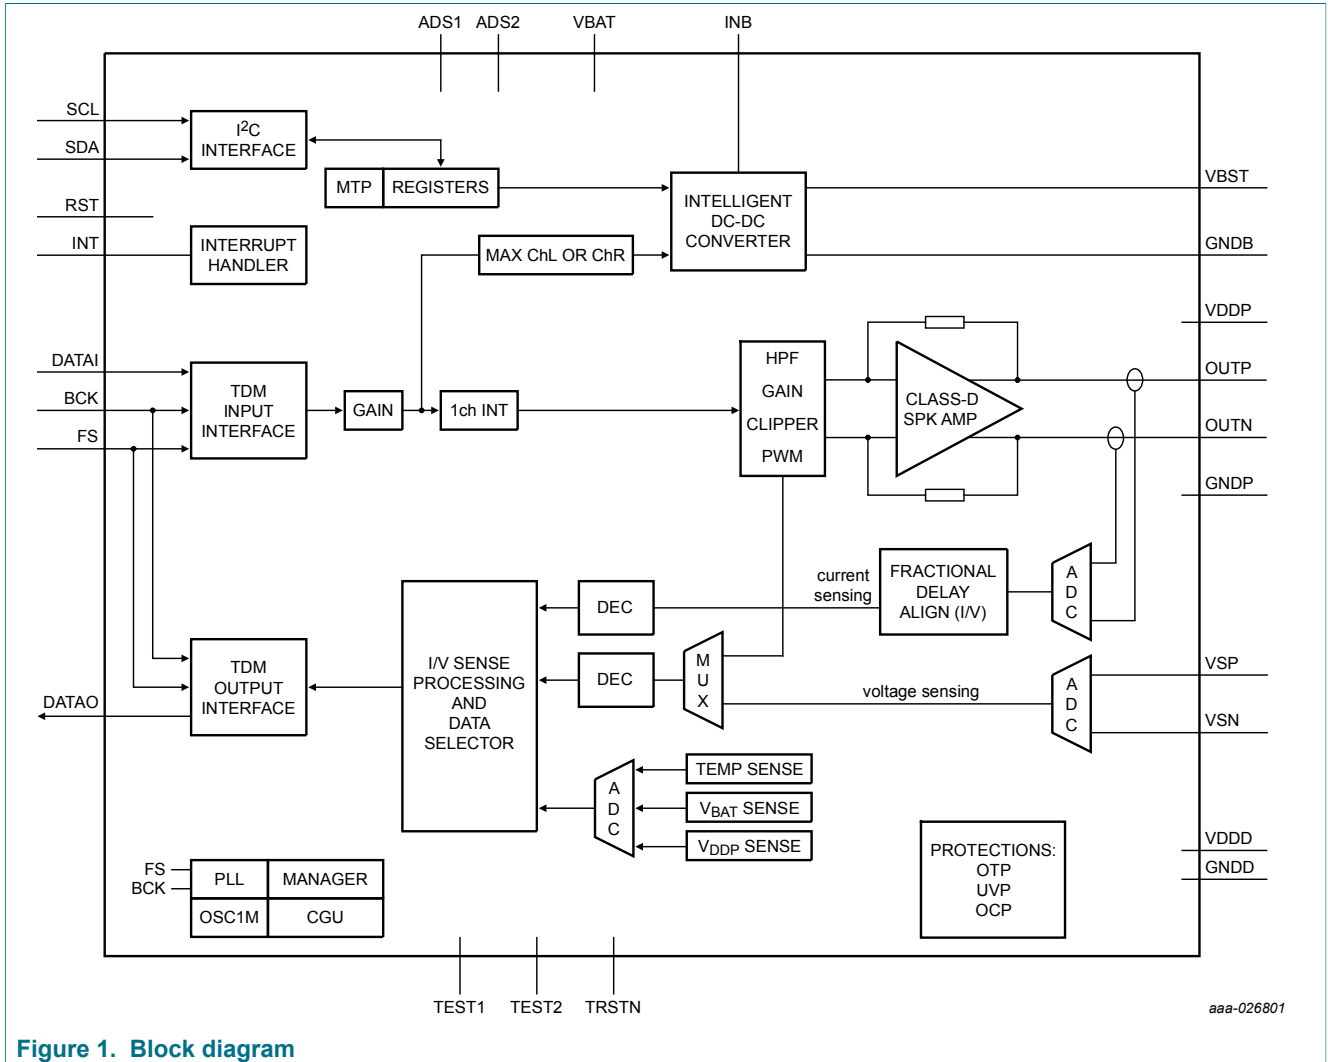 ADS1 ADS2 VBAT INB
SCL
I²C
INTERFACE
SDA
MTP REGISTERS
INTELLIGENT
DC-DC
CONVERTER
VBST
RST
INT
INTERRUPT
HANDLER
MAX ChL OR ChR
GNDB
VDDP
DATAI
BCK
FS
TDM
INPUT
INTERFACE
GAIN
1ch INT
HPF
GAIN
CLIPPER
PWM
CLASS-D
SPK AMP
OUTP
OUTN
GNDP
current
sensing
FRACTIONAL
DELAY
ALIGN (I/V)
A
D
C
DEC
I/V SENSE
PROCESSING
AND
DATA
SELECTOR
DEC
M
U
X
voltage sensing
A
D
C
VSP
VSN
TDM
OUTPUT
INTERFACE
DATAO
A
D
C
TEMP SENSE
VBAT SENSE
VDDP SENSE
PROTECTIONS:
OTP
UVP
OCP
VDDD
GNDD
FS
BCK
PLL MANAGER
OSC1M CGU
TEST1 TEST2 TRSTN
aaa-026801
Figure 1. Block diagram